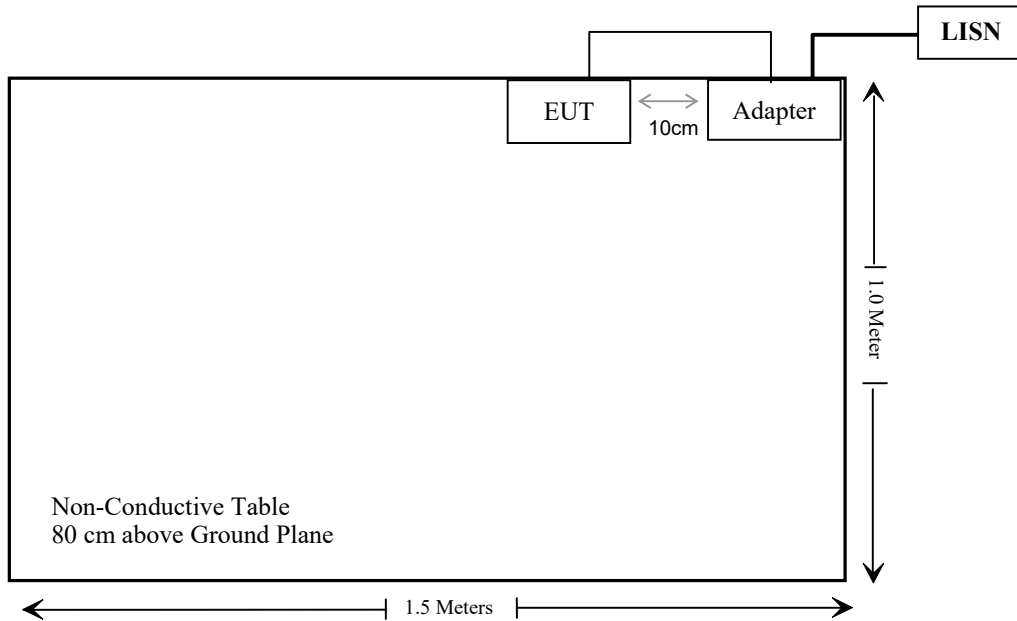 LISN
EUT
10cm
Adapter
1.0 Meter
Non-Conductive Table
80 cm above Ground Plane
1.5 Meters